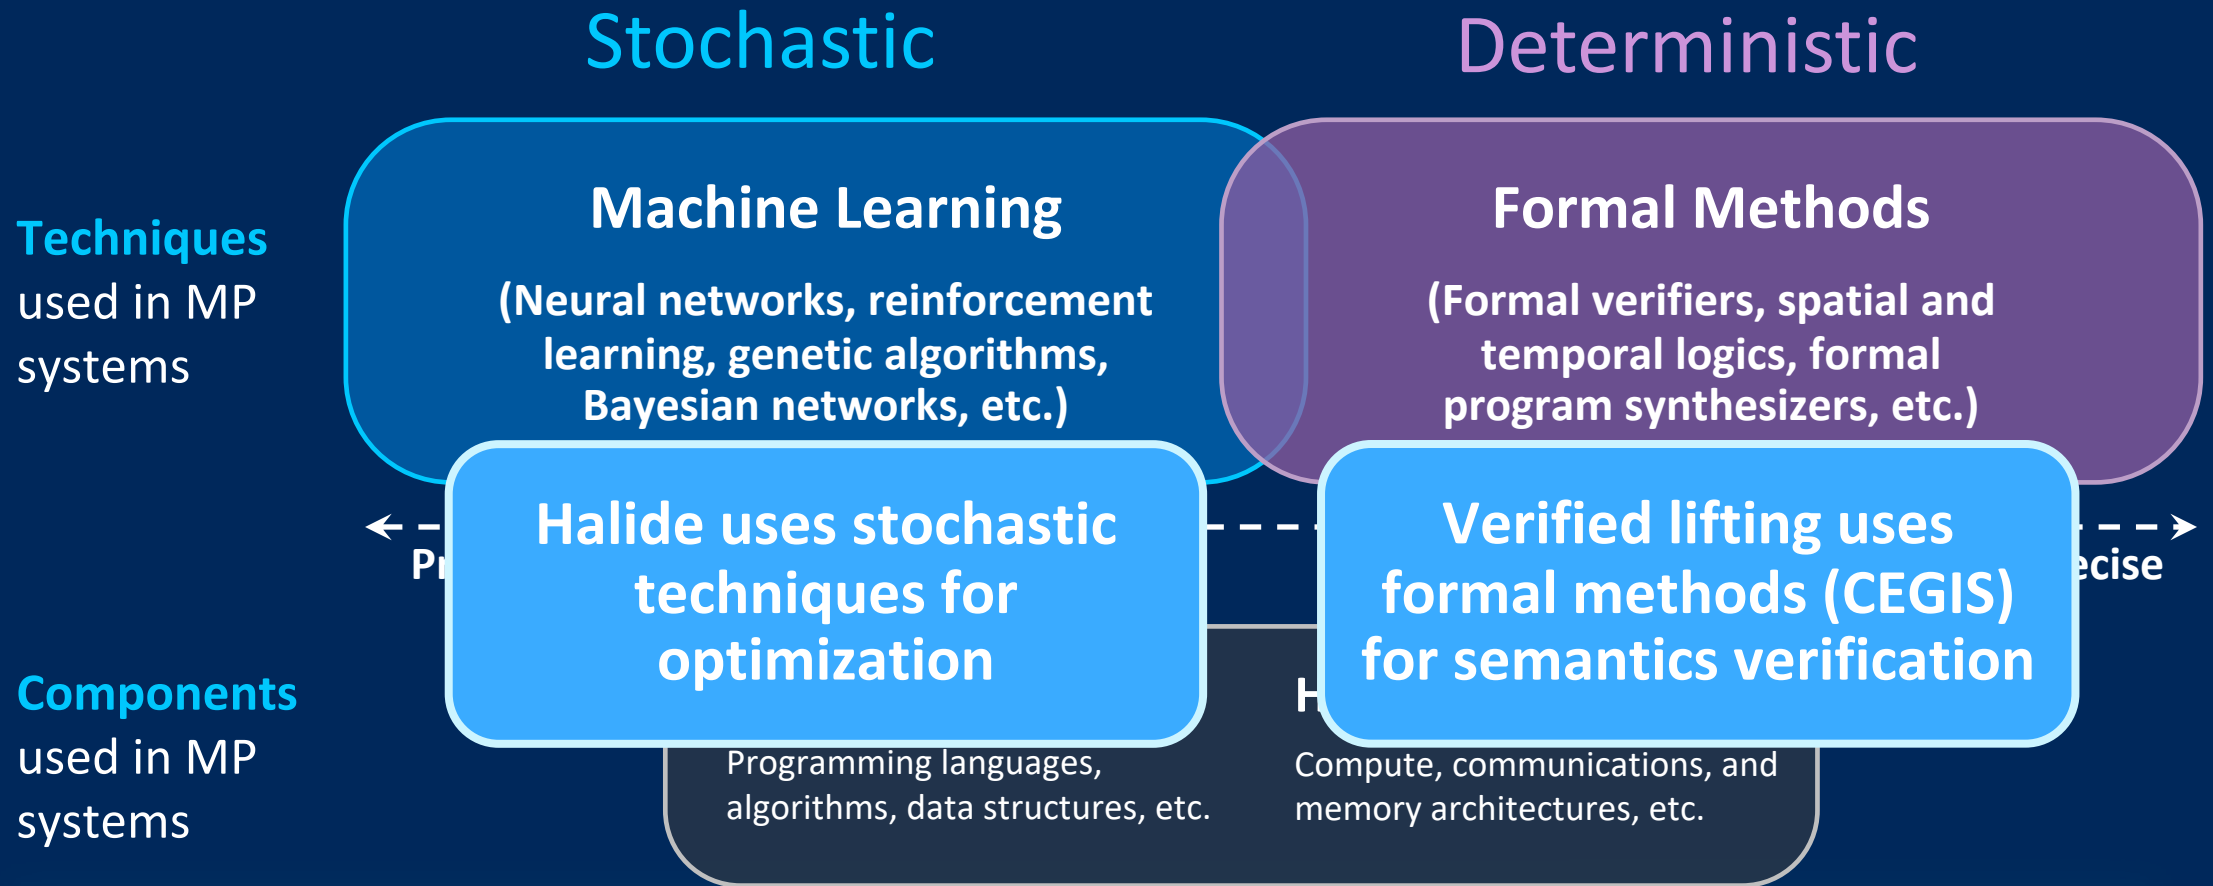 Stochastic
Deterministic
Techniques
used in MP
systems
Machine Learning
(Neural networks, reinforcement
learning, genetic algorithms,
Bayesian networks, etc.)
Formal Methods
(Formal verifiers, spatial and
temporal logics, formal
program synthesizers, etc.)
Halide uses stochastic
techniques for
optimization
Verified lifting uses
formal methods (CEGIS)
for semantics verification
Components
used in MP
systems
Programming languages,
algorithms, data structures, etc.
Compute, communications, and
memory architectures, etc.